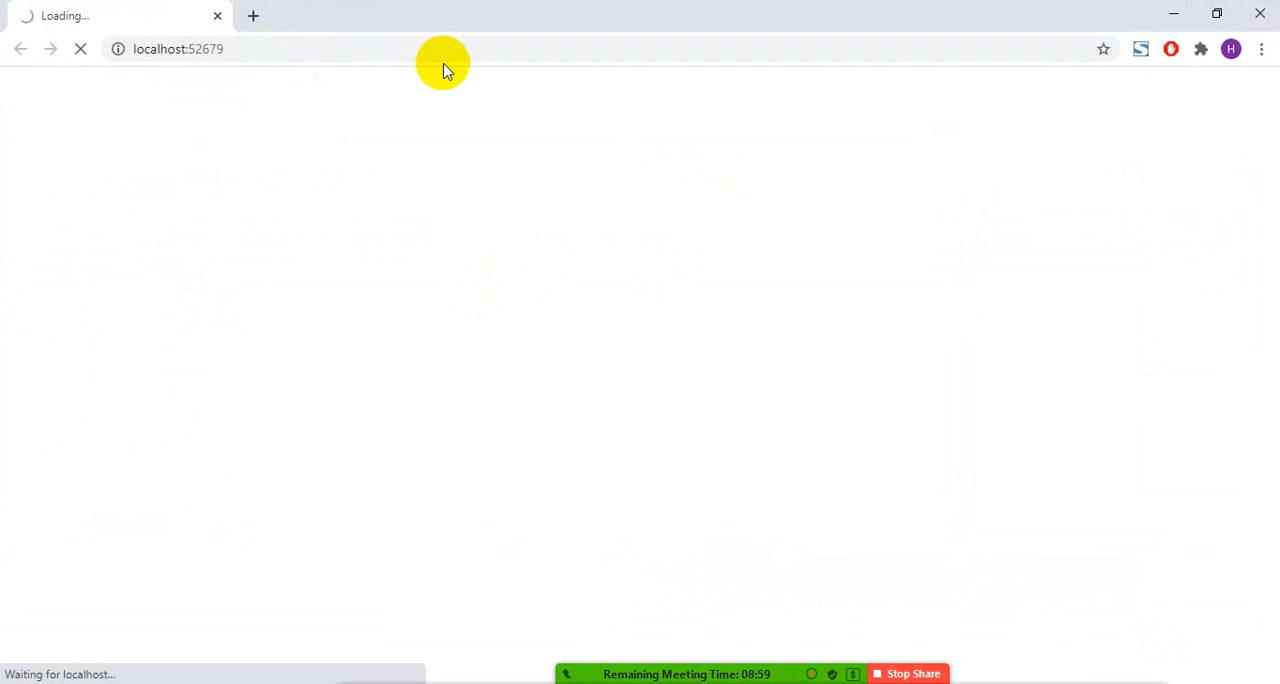 Loading...
localhost:52679
H
Waiting for localhost...
Remaining Meeting Time: 08:59
$
Stop Share